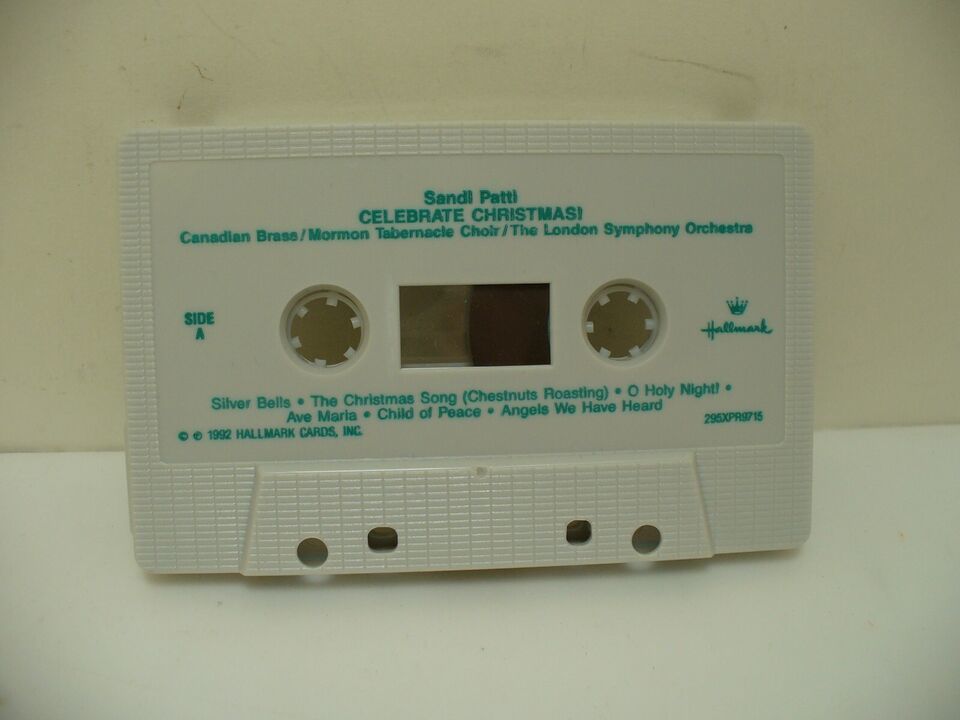 Sandi Patti
CELEBRATE CHRISTMAS!
Canadian Brass/Mormon Tabernacle Choir/The London Symphony Orchestra
SIDE
A
Hallmark
Silver Bells • The Christmas Song (Chestnuts Roasting) • O Holy Night! •
Ave Maria • Child of Peace • Angels We Have Heard
© ℗ 1992 HALLMARK CARDS, INC.
295XPR9715